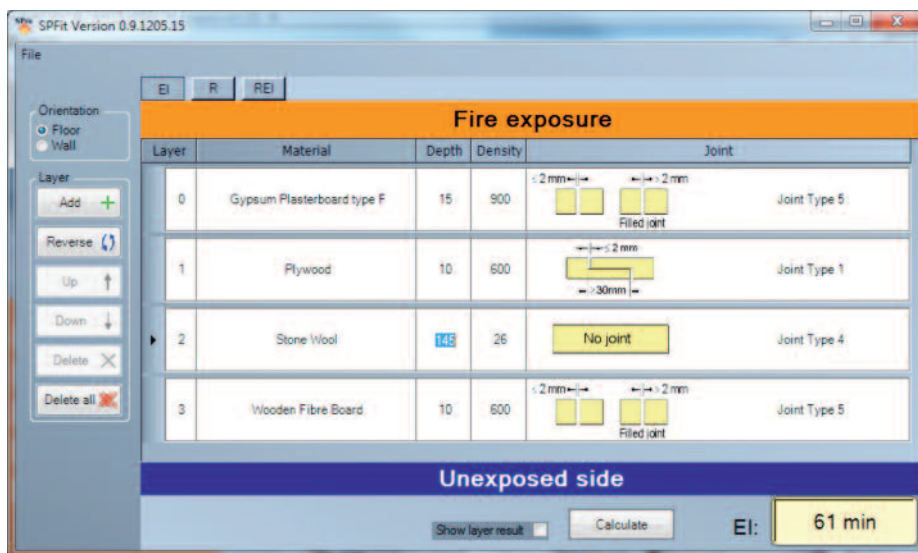 SPFit Version 0.9.1205.15
File
EI R REI
Orientation
Floor
Wall
Layer
Add
Reverse
Up
Down
Delete
Delete all
Fire exposure
Layer Material Depth Density Joint
0 Gypsum Plasterboard type F 15 900 ≤ 2 mm > 2 mm Filled joint Joint Type 5
1 Plywood 10 600 ≤ 2 mm >30mm Joint Type 1
2 Stone Wool 145 26 No joint Joint Type 4
3 Wooden Fibre Board 10 600 ≤ 2 mm > 2 mm Filled joint Joint Type 5
Unexposed side
Show layer result Calculate EI: 61 min